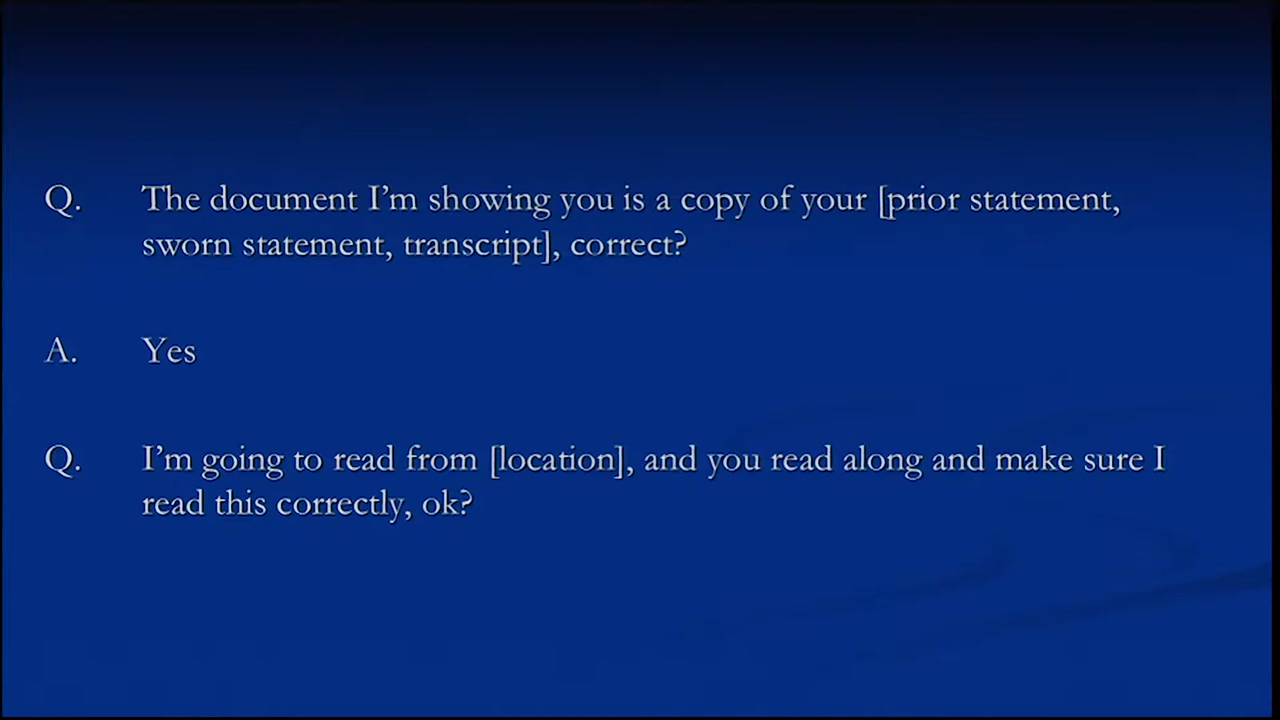 Q. The document I'm showing you is a copy of your [prior statement,
sworn statement, transcript], correct?
A. Yes
Q. I'm going to read from [location], and you read along and make sure I
read this correctly, ok?